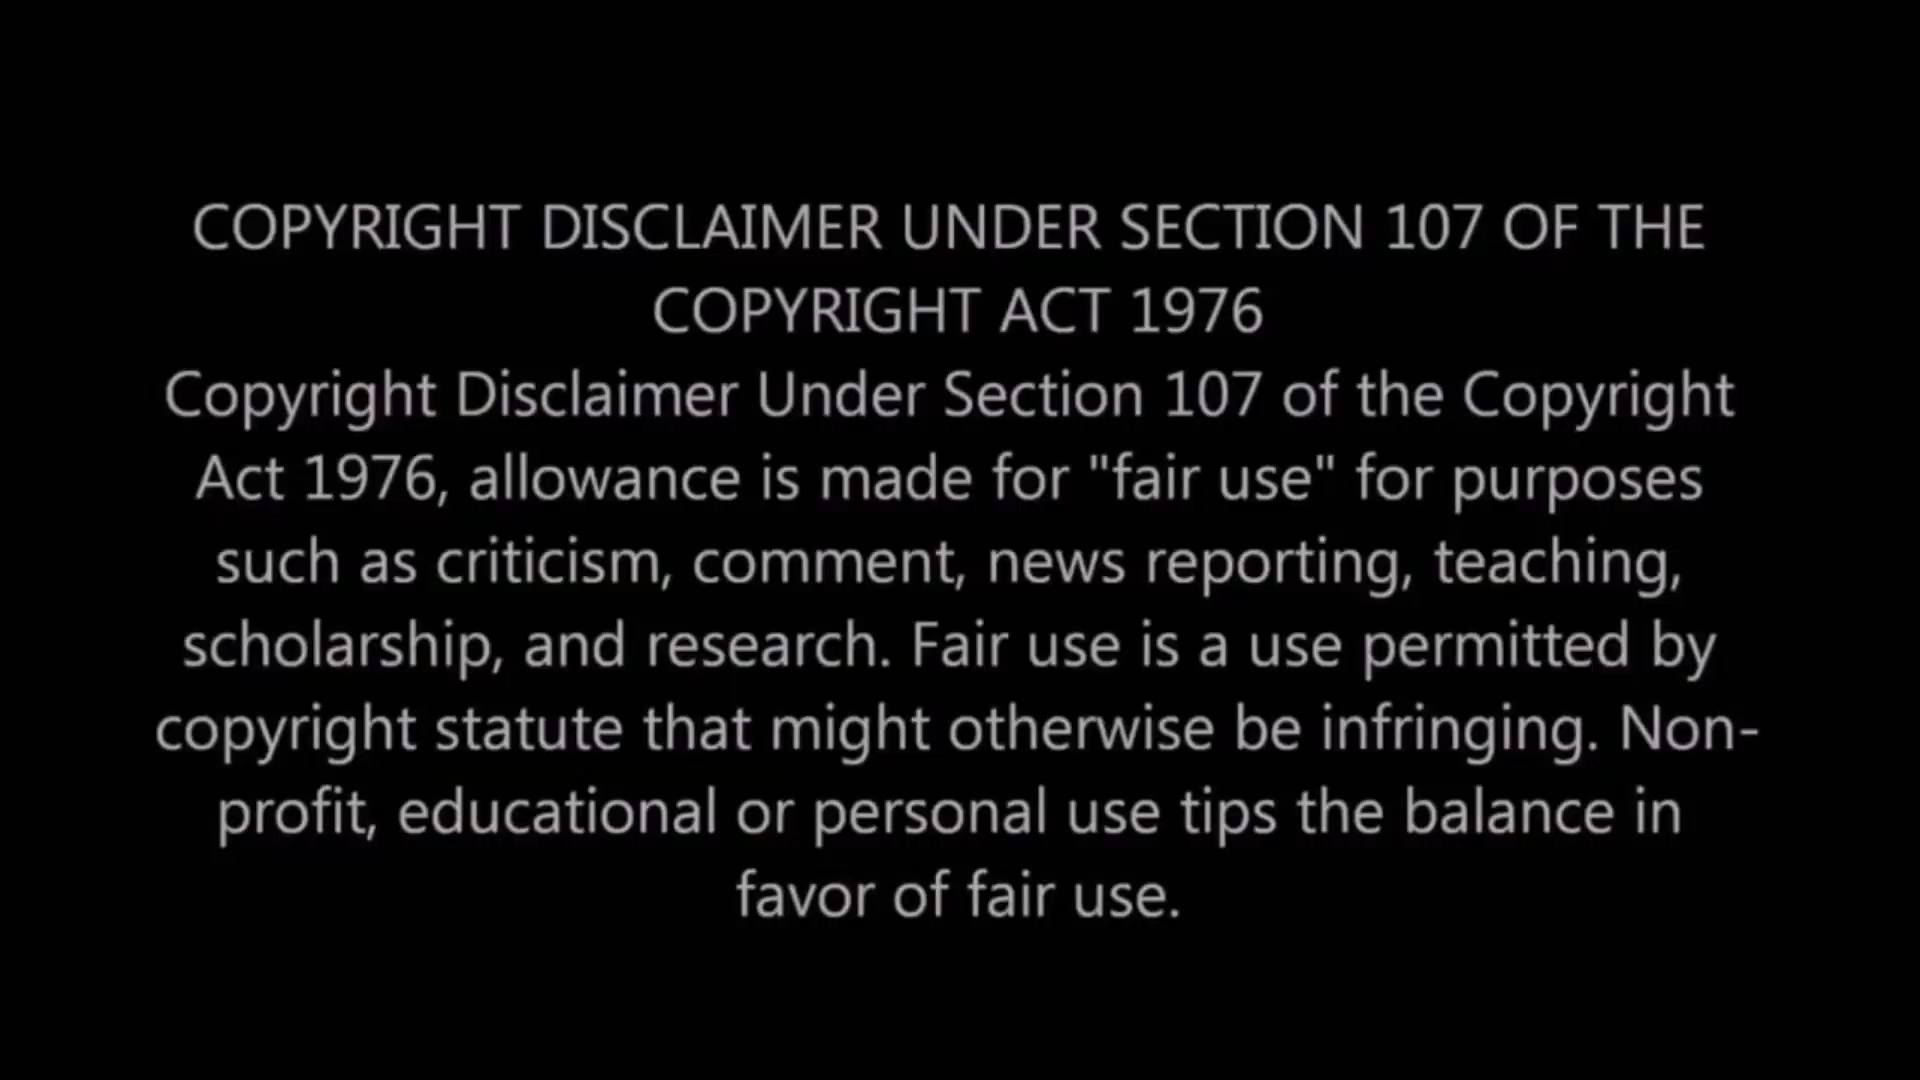 COPYRIGHT DISCLAIMER UNDER SECTION 107 OF THE
COPYRIGHT ACT 1976
Copyright Disclaimer Under Section 107 of the Copyright
Act 1976, allowance is made for "fair use" for purposes
such as criticism, comment, news reporting, teaching,
scholarship, and research. Fair use is a use permitted by
copyright statute that might otherwise be infringing. Non-
profit, educational or personal use tips the balance in
favor of fair use.